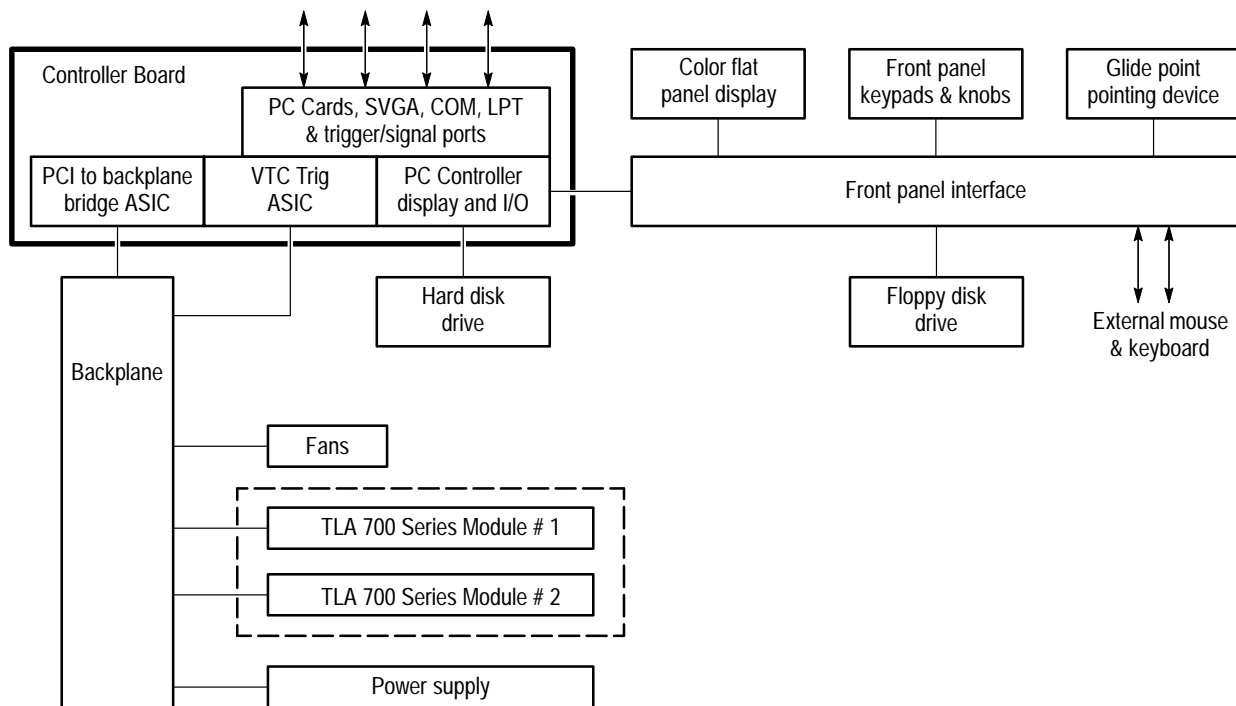 Controller Board
PC Cards, SVGA, COM, LPT
& trigger/signal ports
PCI to backplane
bridge ASIC
VTC Trig
ASIC
PC Controller
display and I/O
Color flat
panel display
Front panel
keypads & knobs
Glide point
pointing device
Front panel interface
Hard disk
drive
Floppy disk
drive
External mouse
& keyboard
Backplane
Fans
TLA 700 Series Module # 1
TLA 700 Series Module # 2
Power supply